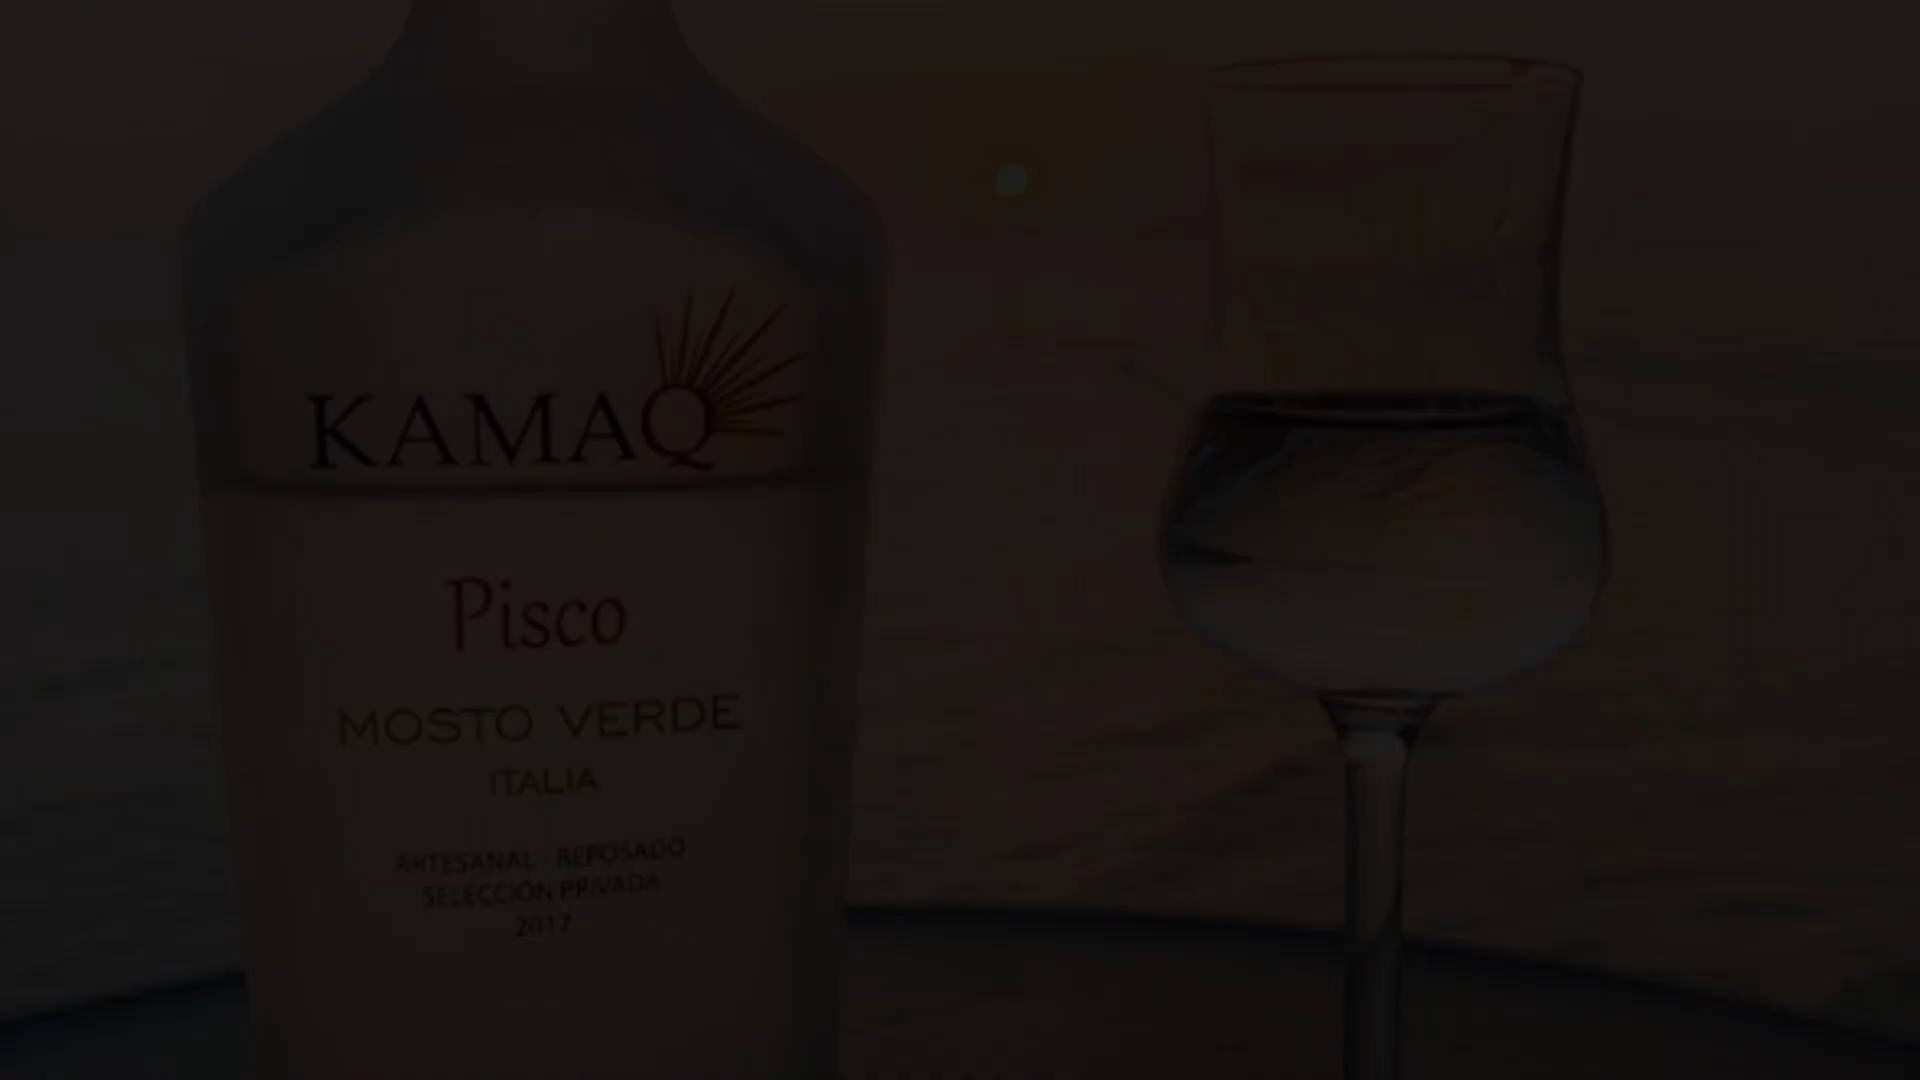 KAMAQ
Pisco
MOSTO VERDE
ITALIA
ARTESANAL - REPOSADO
SELECCIÓN PRIVADA
2017